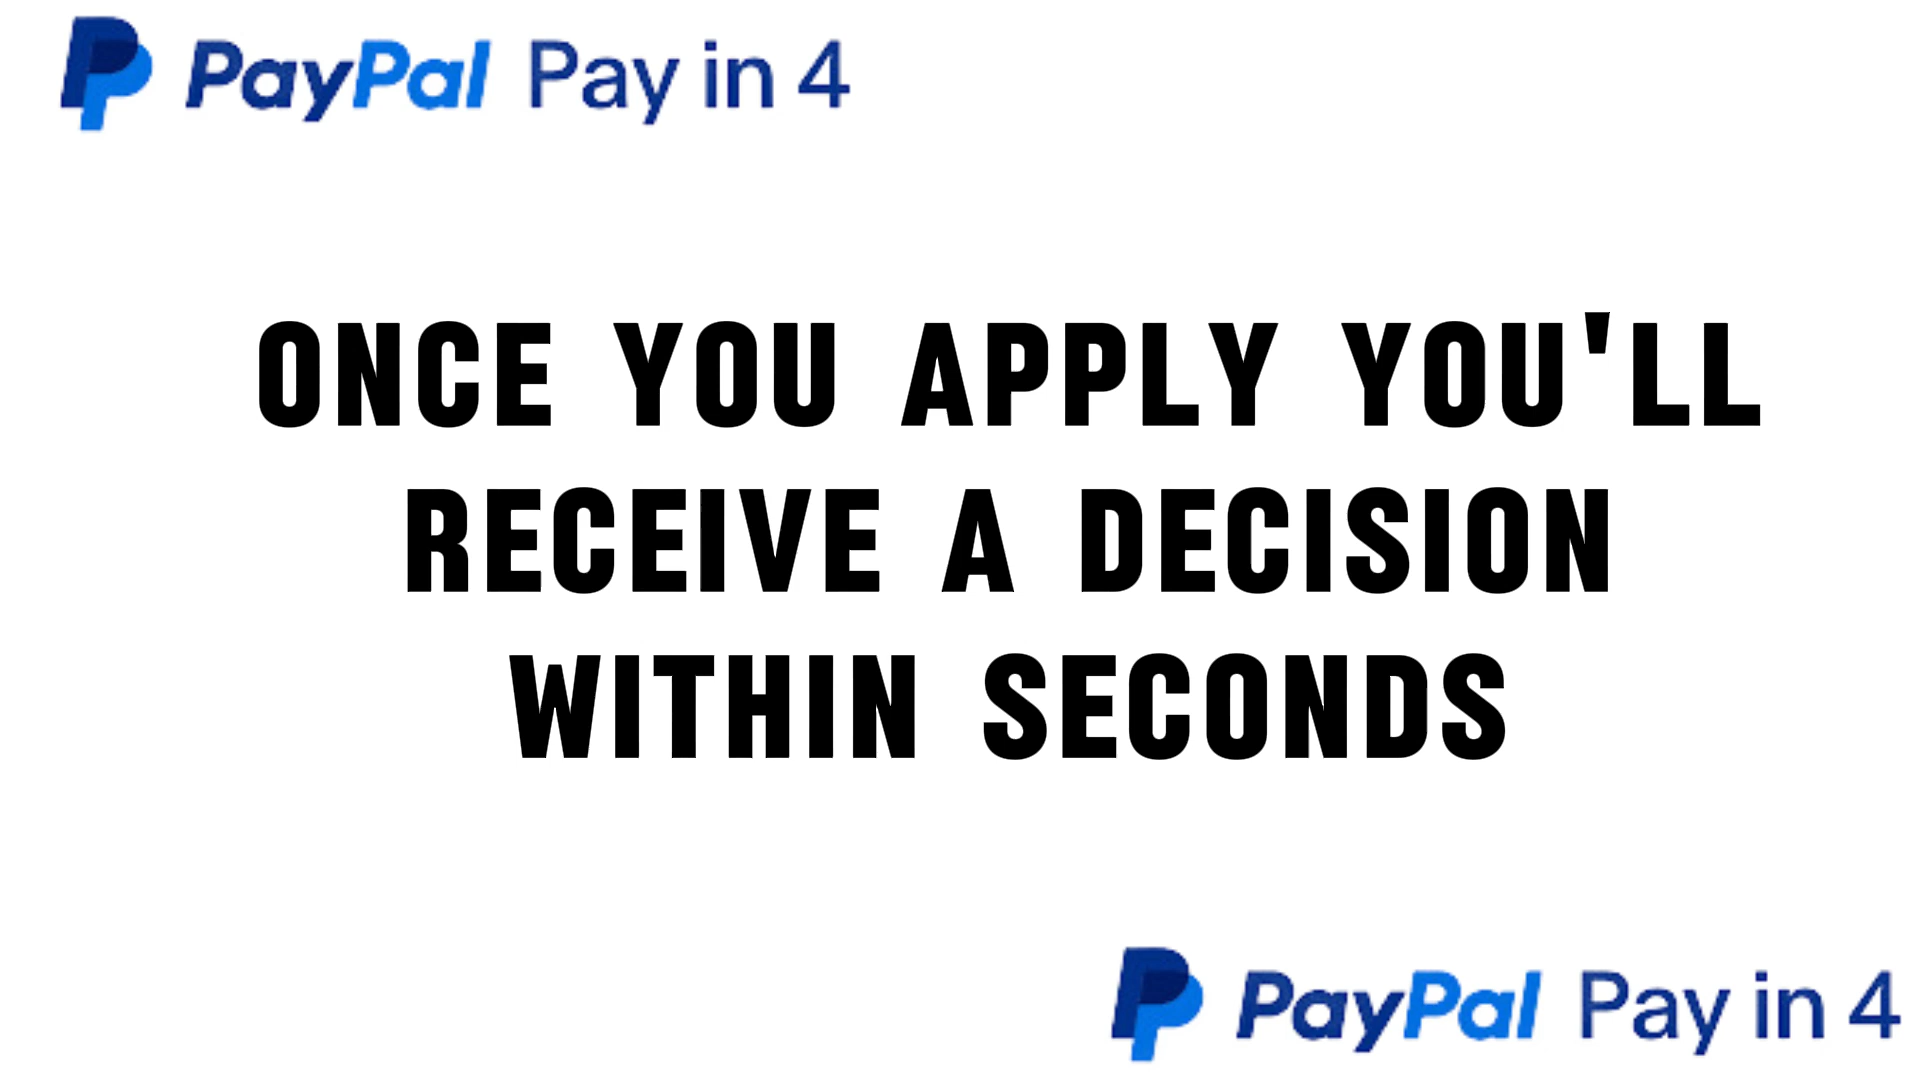 PayPal Pay in 4
ONCE YOU APPLY YOU'LL
RECEIVE A DECISION
WITHIN SECONDS
PayPal Pay in 4